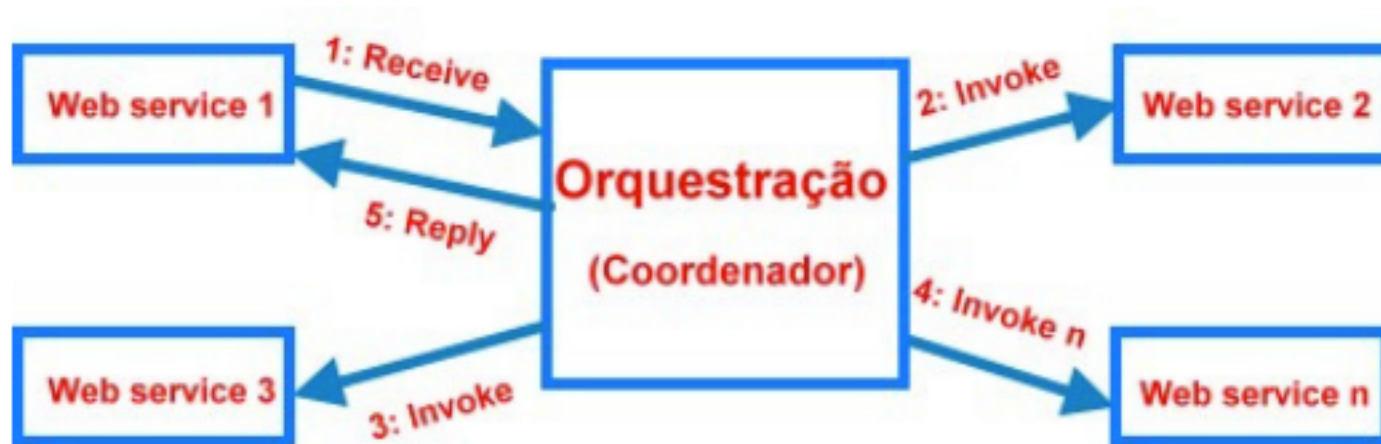 1: Receive
Web service 1
2: Invoke
Web service 2
Orquestração
(Coordenador)
5: Reply
4: Invoke n
Web service 3
3: Invoke
Web service n